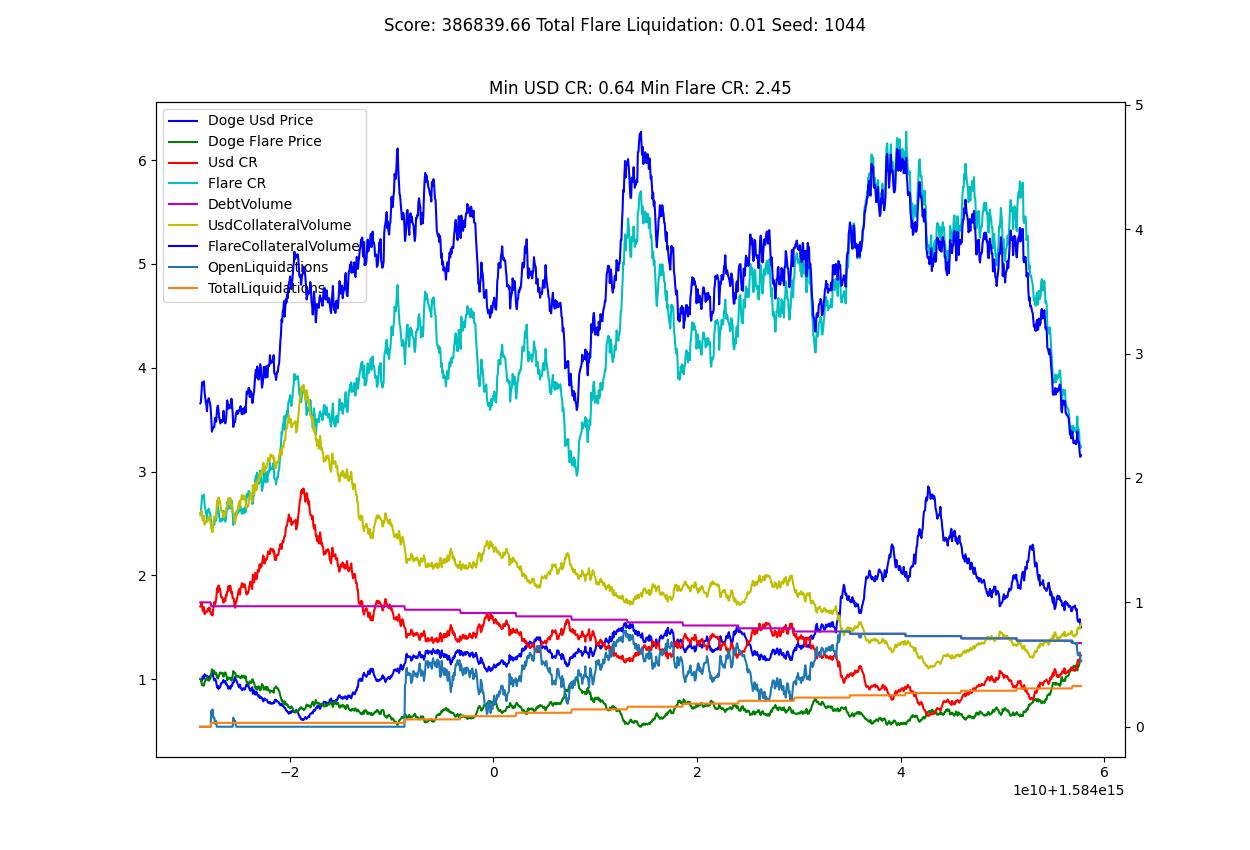 Score: 386839.66 Total Flare Liquidation: 0.01 Seed: 1044
Min USD CR: 0.64 Min Flare CR: 2.45
Doge Usd Price
Doge Flare Price
Usd CR
Flare CR
DebtVolume
UsdCollateralVolume
FlareCollateralVolume
OpenLiquidations
TotalLiquidations
6
5
4
3
2
1
5
4
3
2
1
0
−2
0
2
4
6
1e10+1.584e15